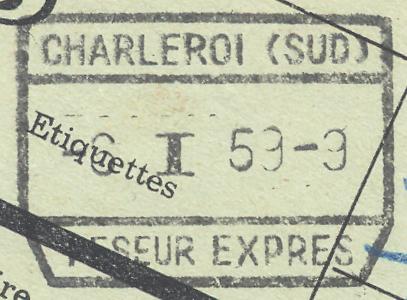 CHARLEROI (SUD)
Etiquettes
6 I 59-9
PESEUR EXPRES